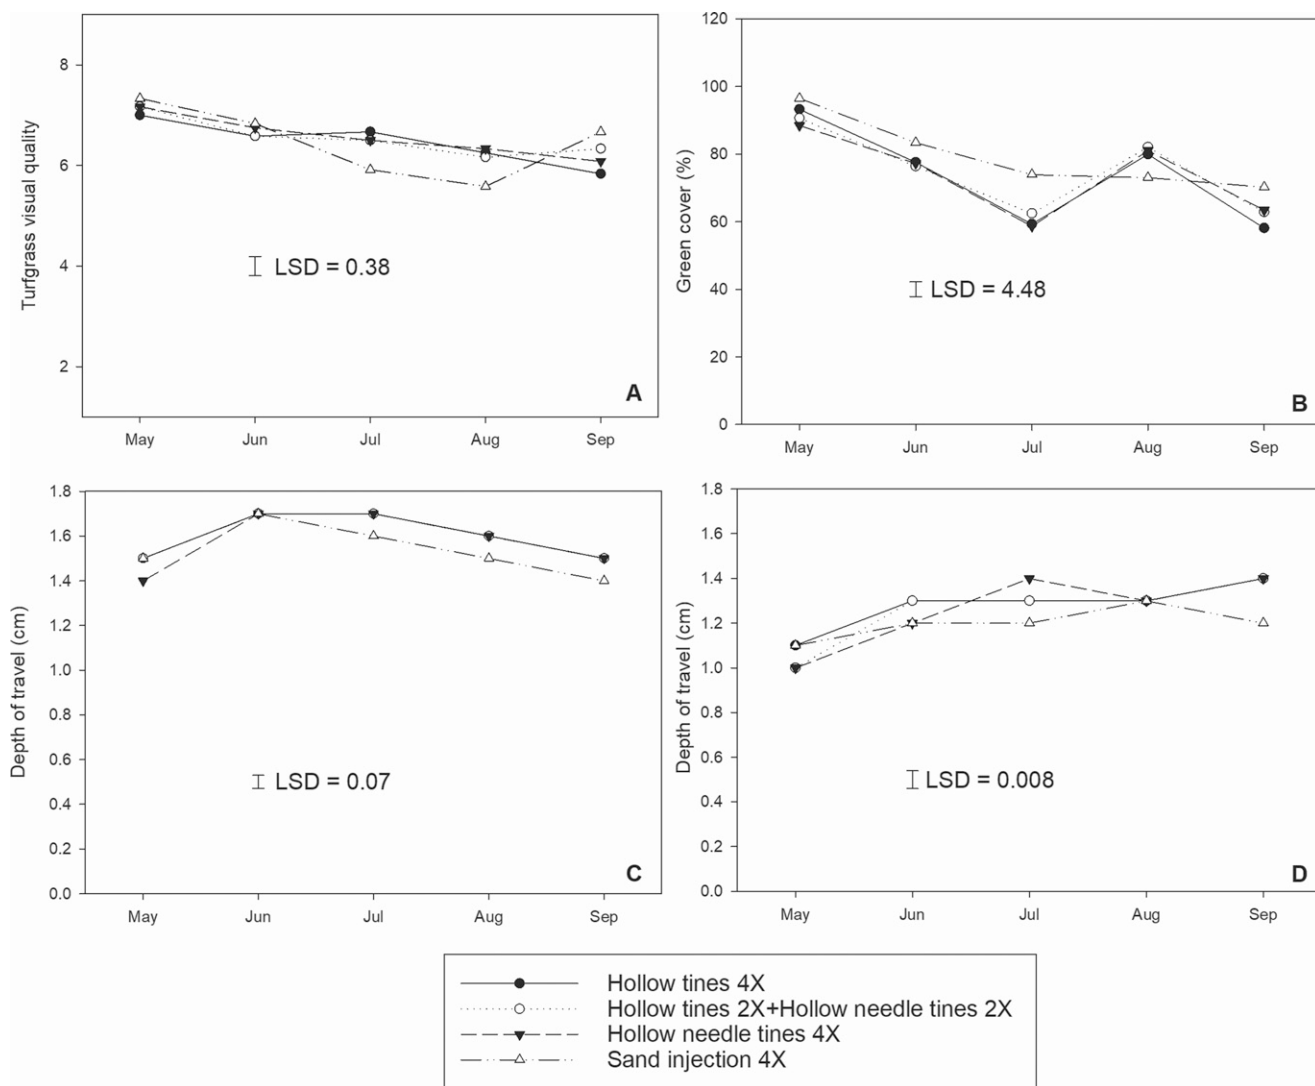 Turfgrass visual quality
8
6
4
2
LSD = 0.38
A
May Jun Jul Aug Sep
Green cover (%)
120
100
80
60
40
20
0
LSD = 4.48
B
May Jun Jul Aug Sep
Depth of travel (cm)
1.8
1.6
1.4
1.2
1.0
0.8
0.6
0.4
0.2
0.0
LSD = 0.07
C
May Jun Jul Aug Sep
Depth of travel (cm)
1.8
1.6
1.4
1.2
1.0
0.8
0.6
0.4
0.2
0.0
LSD = 0.008
D
May Jun Jul Aug Sep
Hollow tines 4X
Hollow tines 2X+Hollow needle tines 2X
Hollow needle tines 4X
Sand injection 4X